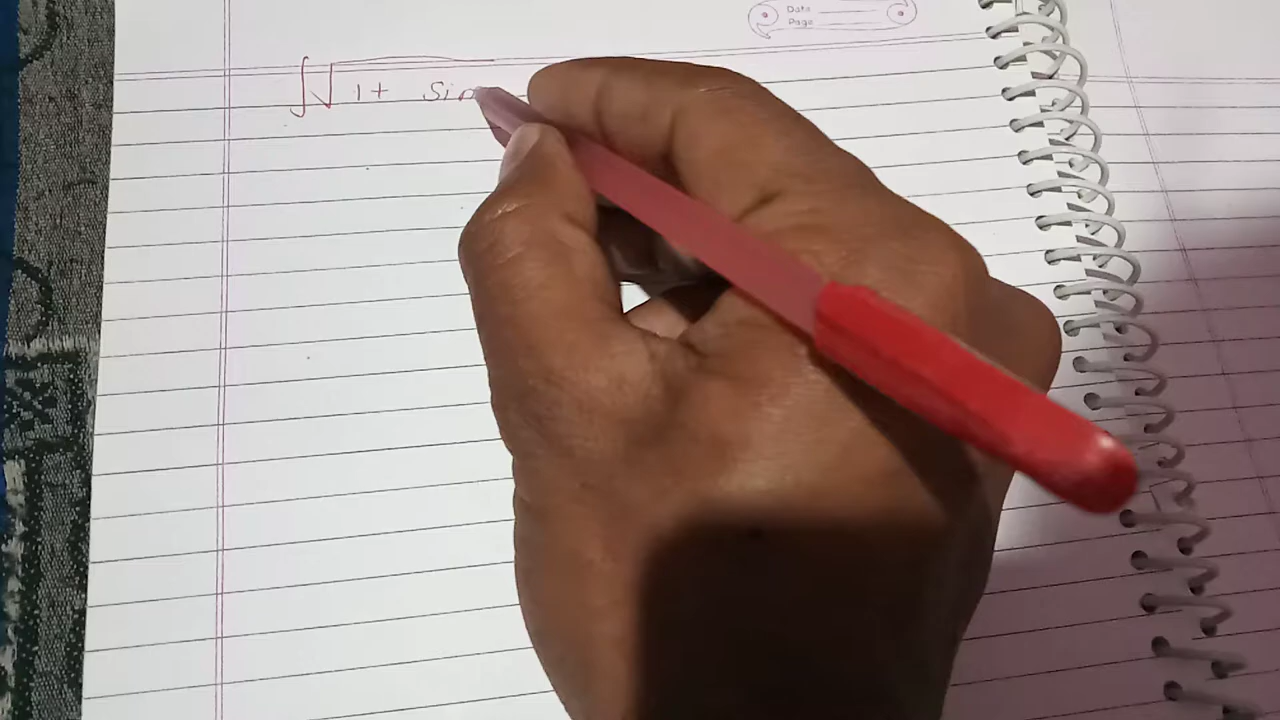 Date
Page
∫√1+ Sin